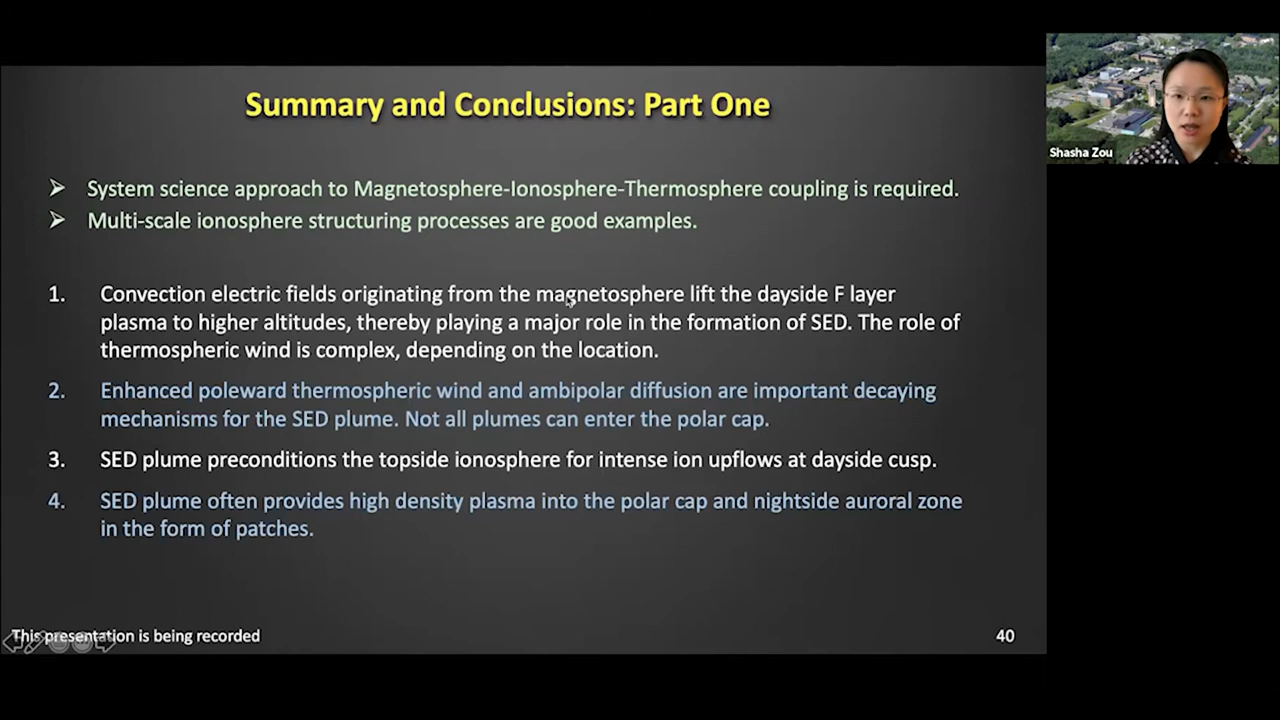 Summary and Conclusions: Part One
Shasha Zou
➢ System science approach to Magnetosphere-Ionosphere-Thermosphere coupling is required.
➢ Multi-scale ionosphere structuring processes are good examples.
1. Convection electric fields originating from the magnetosphere lift the dayside F layer
plasma to higher altitudes, thereby playing a major role in the formation of SED. The role of
thermospheric wind is complex, depending on the location.
2. Enhanced poleward thermospheric wind and ambipolar diffusion are important decaying
mechanisms for the SED plume. Not all plumes can enter the polar cap.
3. SED plume preconditions the topside ionosphere for intense ion upflows at dayside cusp.
4. SED plume often provides high density plasma into the polar cap and nightside auroral zone
in the form of patches.
This presentation is being recorded
40